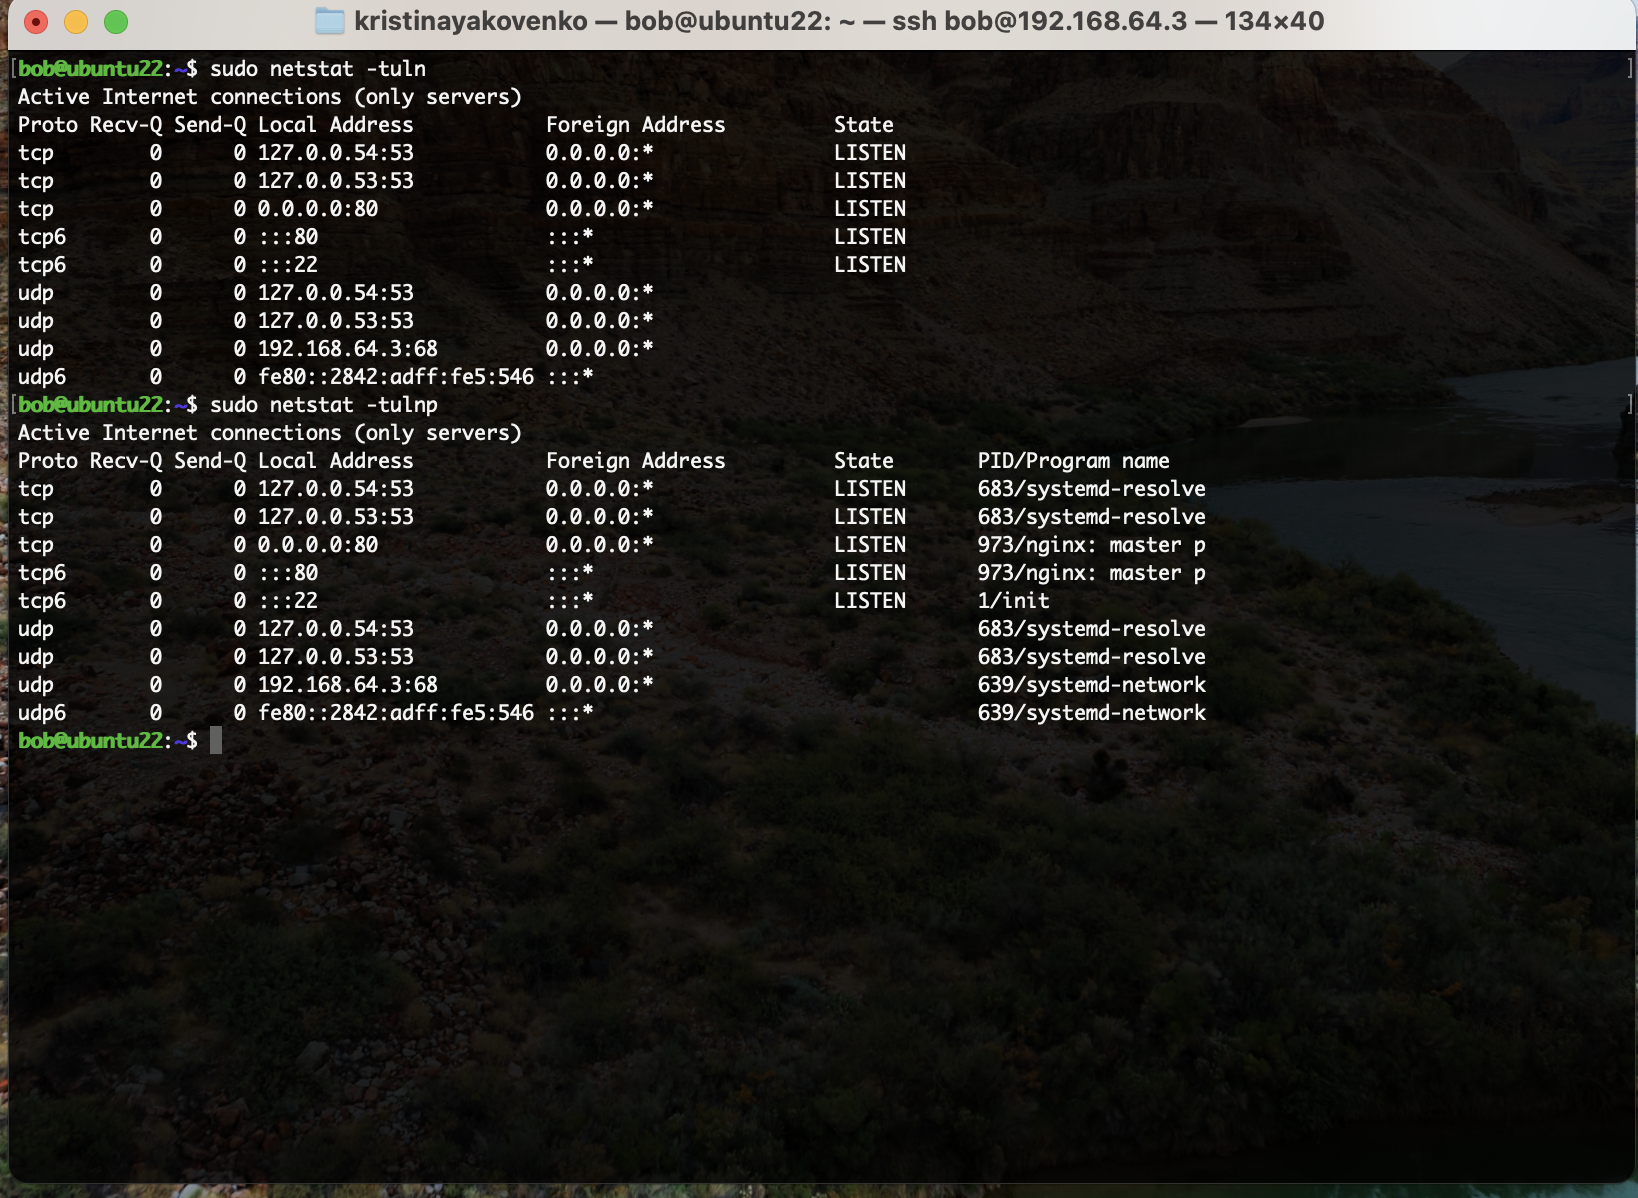 kristinayakovenko — bob@ubuntu22: ~ — ssh bob@192.168.64.3 — 134×40
[bob@ubuntu22:~$ sudo netstat -tuln ]
Active Internet connections (only servers)
Proto Recv-Q Send-Q Local Address           Foreign Address         State
tcp        0      0 127.0.0.54:53           0.0.0.0:*               LISTEN
tcp        0      0 127.0.0.53:53           0.0.0.0:*               LISTEN
tcp        0      0 0.0.0.0:80              0.0.0.0:*               LISTEN
tcp6       0      0 :::80                   :::*                    LISTEN
tcp6       0      0 :::22                   :::*                    LISTEN
udp        0      0 127.0.0.54:53           0.0.0.0:*
udp        0      0 127.0.0.53:53           0.0.0.0:*
udp        0      0 192.168.64.3:68         0.0.0.0:*
udp6       0      0 fe80::2842:adff:fe5:546 :::*
[bob@ubuntu22:~$ sudo netstat -tulnp ]
Active Internet connections (only servers)
Proto Recv-Q Send-Q Local Address           Foreign Address         State       PID/Program name
tcp        0      0 127.0.0.54:53           0.0.0.0:*               LISTEN      683/systemd-resolve
tcp        0      0 127.0.0.53:53           0.0.0.0:*               LISTEN      683/systemd-resolve
tcp        0      0 0.0.0.0:80              0.0.0.0:*               LISTEN      973/nginx: master p
tcp6       0      0 :::80                   :::*                    LISTEN      973/nginx: master p
tcp6       0      0 :::22                   :::*                    LISTEN      1/init
udp        0      0 127.0.0.54:53           0.0.0.0:*                           683/systemd-resolve
udp        0      0 127.0.0.53:53           0.0.0.0:*                           683/systemd-resolve
udp        0      0 192.168.64.3:68         0.0.0.0:*                           639/systemd-network
udp6       0      0 fe80::2842:adff:fe5:546 :::*                                639/systemd-network
bob@ubuntu22:~$